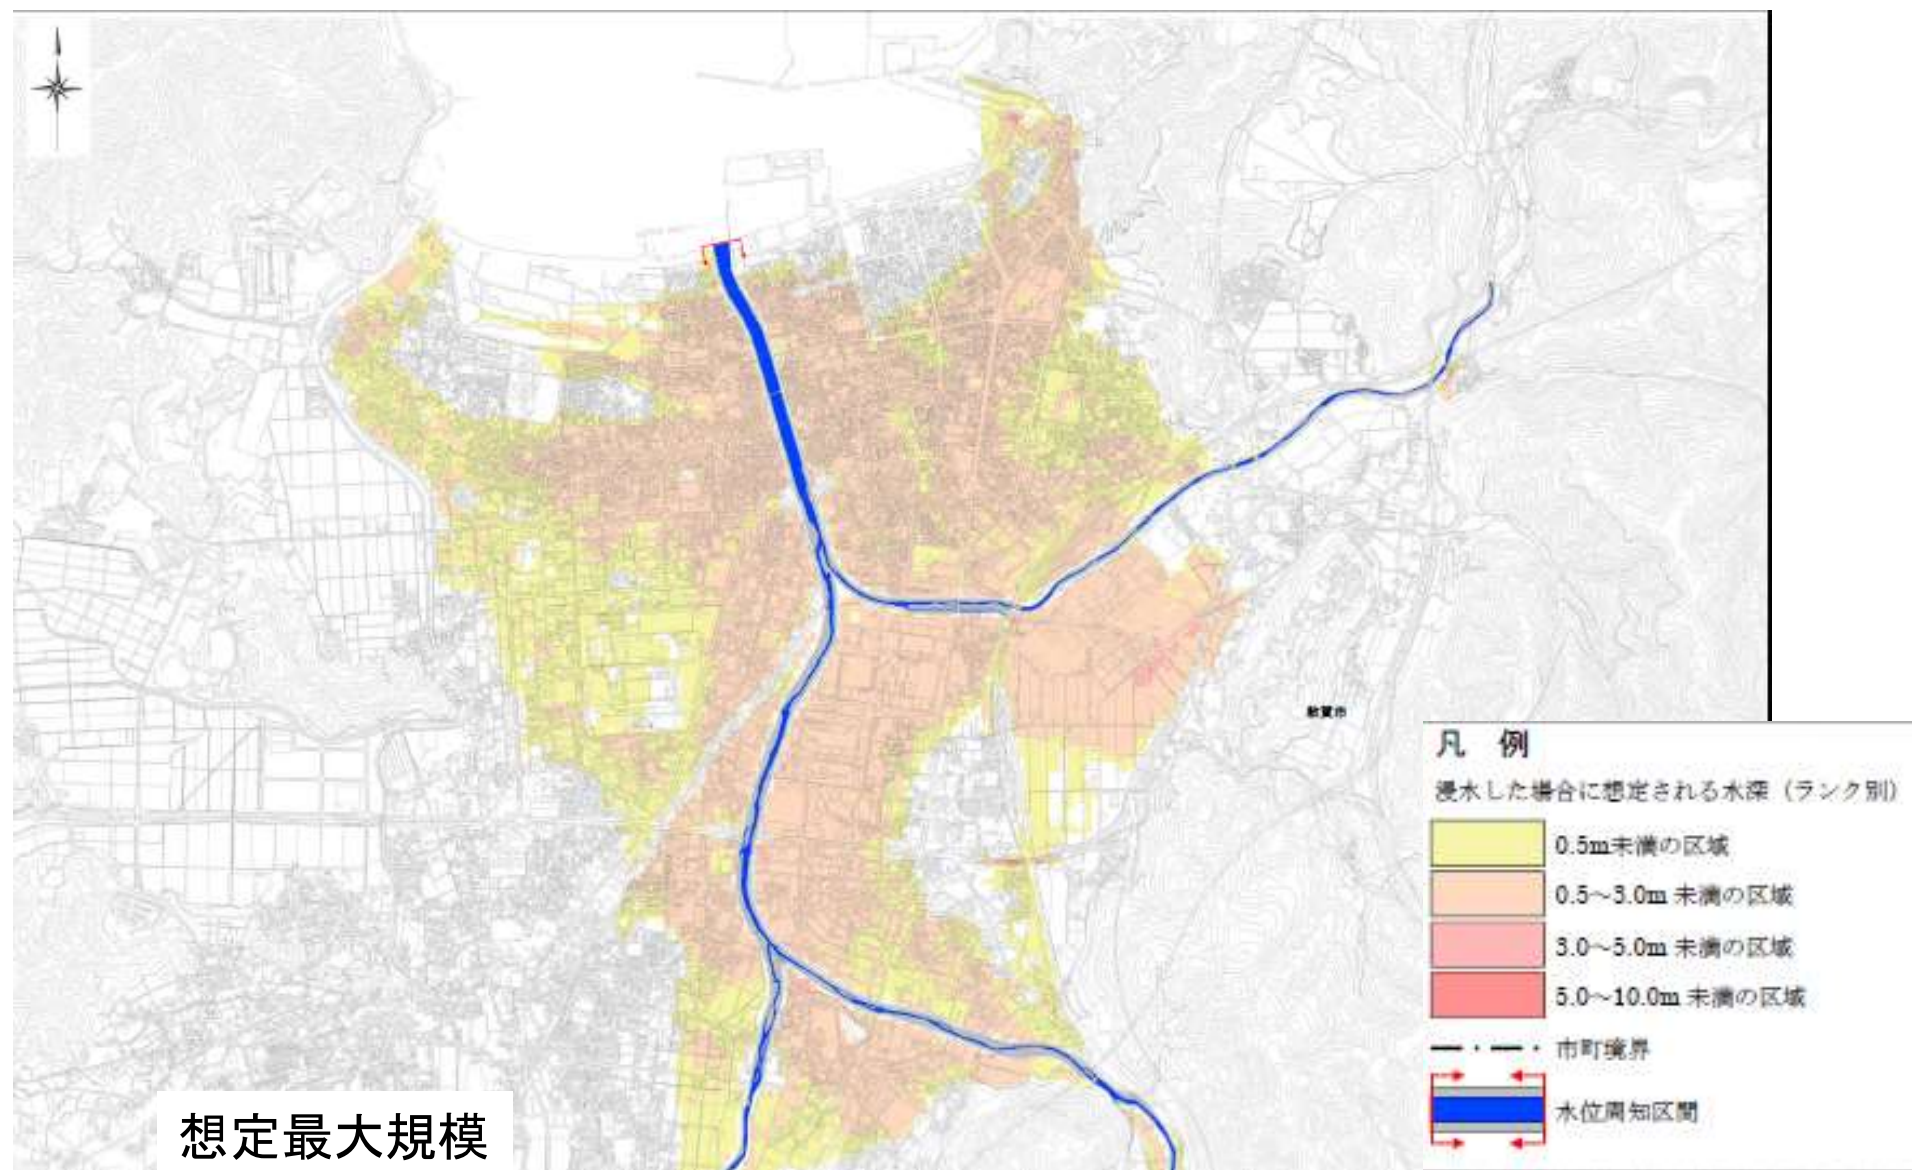 敦賀市
凡 例
浸水した場合に想定される水深（ランク別）
0.5m未満の区域
0.5～3.0m 未満の区域
3.0～5.0m 未満の区域
5.0～10.0m 未満の区域
市町境界
水位周知区間
想定最大規模